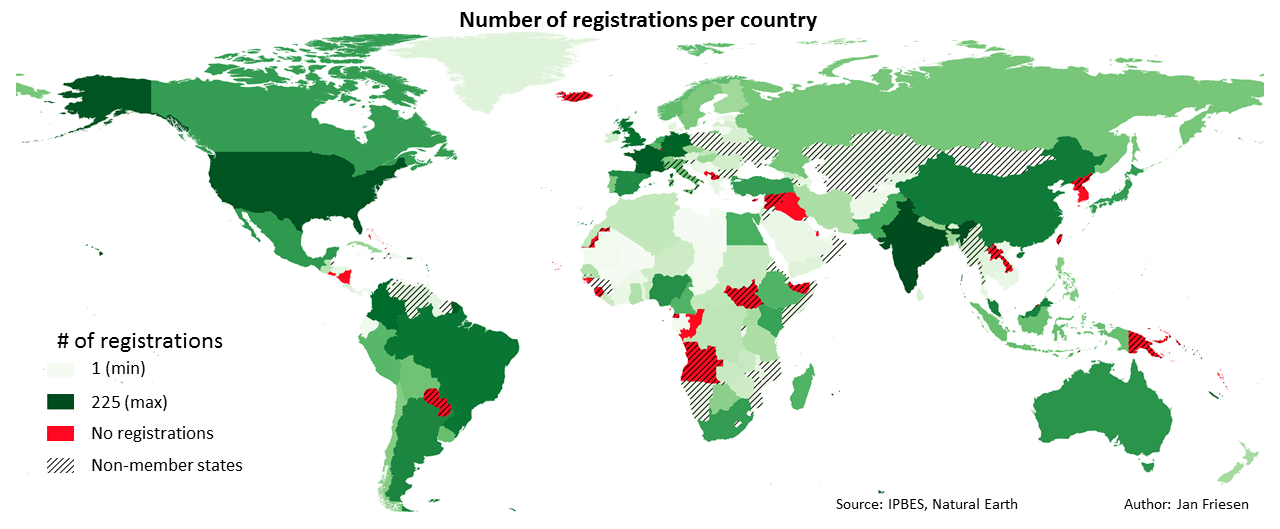 Number of registrations per country
# of registrations
1 (min)
225 (max)
No registrations
Non-member states
Source: IPBES, Natural Earth
Author: Jan Friesen